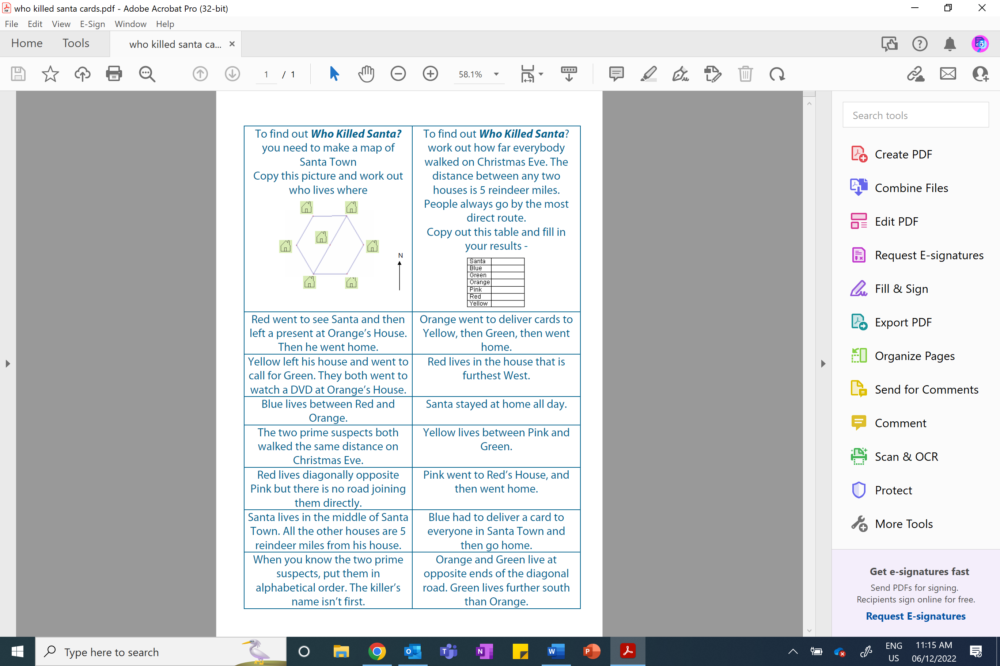 who killed santa cards.pdf - Adobe Acrobat Pro (32-bit)
File Edit View E-Sign Window Help
Home Tools who killed santa ca...
1 / 1 58.1%
To find out Who Killed Santa?
you need to make a map of
Santa Town
Copy this picture and work out
who lives where
N
To find out Who Killed Santa?
work out how far everybody
walked on Christmas Eve. The
distance between any two
houses is 5 reindeer miles.
People always go by the most
direct route.
Copy out this table and fill in
your results -
Santa
Blue
Green
Orange
Pink
Red
Yellow
Red went to see Santa and then
left a present at Orange's House.
Then he went home.
Orange went to deliver cards to
Yellow, then Green, then went
home.
Yellow left his house and went to
call for Green. They both went to
watch a DVD at Orange's House.
Red lives in the house that is
furthest West.
Blue lives between Red and
Orange.
Santa stayed at home all day.
The two prime suspects both
walked the same distance on
Christmas Eve.
Yellow lives between Pink and
Green.
Red lives diagonally opposite
Pink but there is no road joining
them directly.
Pink went to Red's House, and
then went home.
Santa lives in the middle of Santa
Town. All the other houses are 5
reindeer miles from his house.
Blue had to deliver a card to
everyone in Santa Town and
then go home.
When you know the two prime
suspects, put them in
alphabetical order. The killer's
name isn't first.
Orange and Green live at
opposite ends of the diagonal
road. Green lives further south
than Orange.
Search tools
Create PDF
Combine Files
Edit PDF
Request E-signatures
Fill & Sign
Export PDF
Organize Pages
Send for Comments
Comment
Scan & OCR
Protect
More Tools
Get e-signatures fast
Send PDFs for signing.
Recipients sign online for free.
Request E-signatures
Type here to search
ENG
US
11:15 AM
06/12/2022